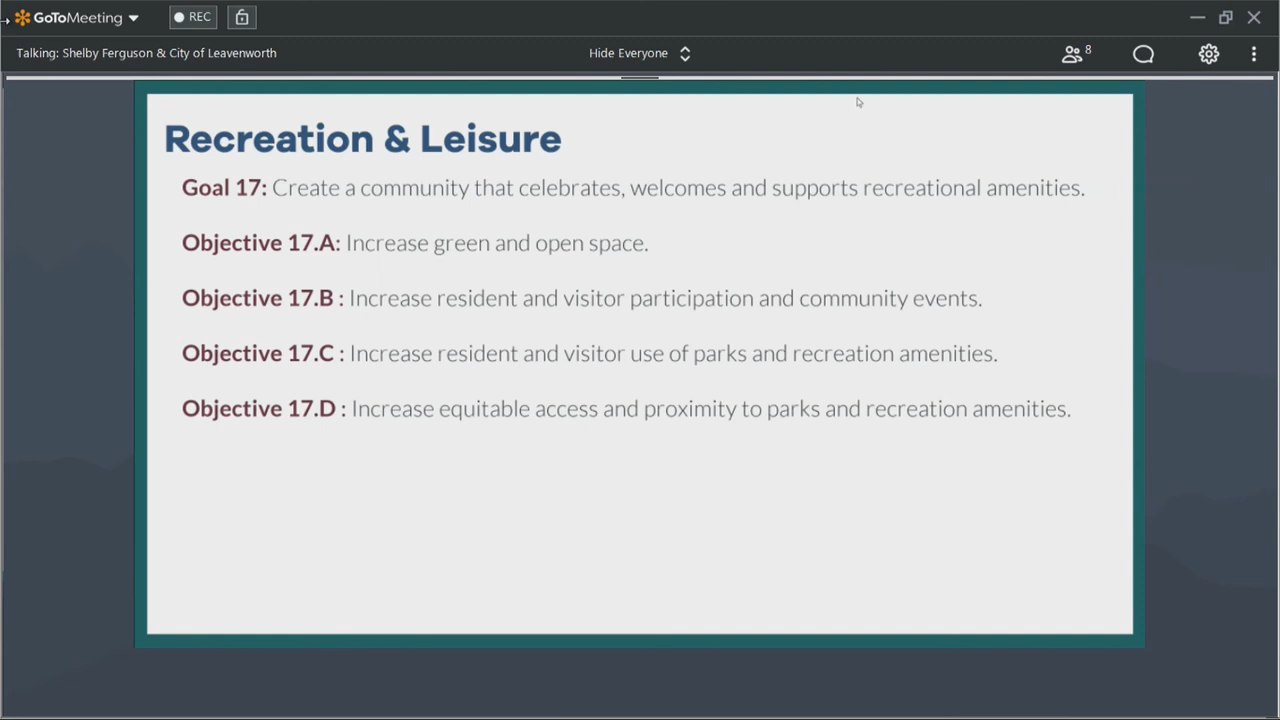 GoToMeeting
REC
Talking: Shelby Ferguson & City of Leavenworth
Hide Everyone
8
Recreation & Leisure
Goal 17: Create a community that celebrates, welcomes and supports recreational amenities.
Objective 17.A: Increase green and open space.
Objective 17.B : Increase resident and visitor participation and community events.
Objective 17.C : Increase resident and visitor use of parks and recreation amenities.
Objective 17.D : Increase equitable access and proximity to parks and recreation amenities.